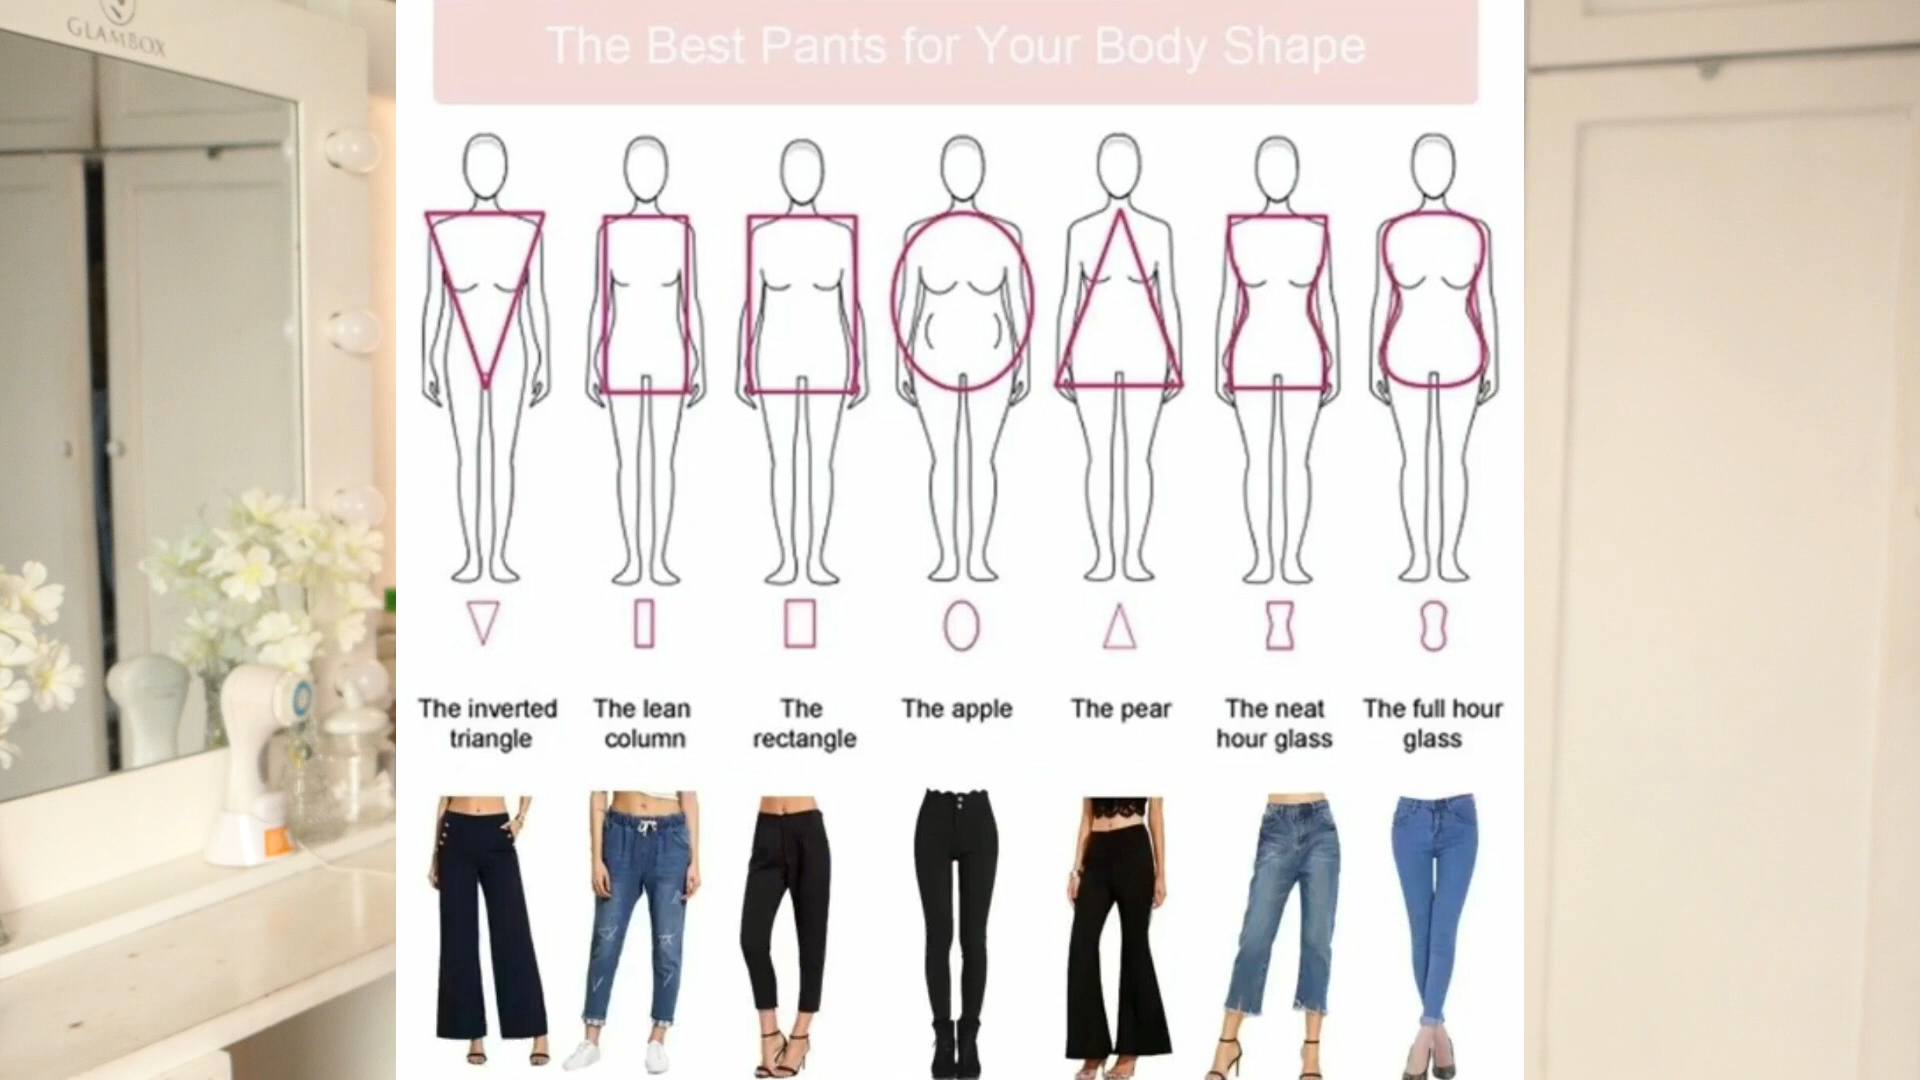 GLAMBOX
The Best Pants for Your Body Shape
The inverted triangle
The lean column
The rectangle
The apple
The pear
The neat hour glass
The full hour glass